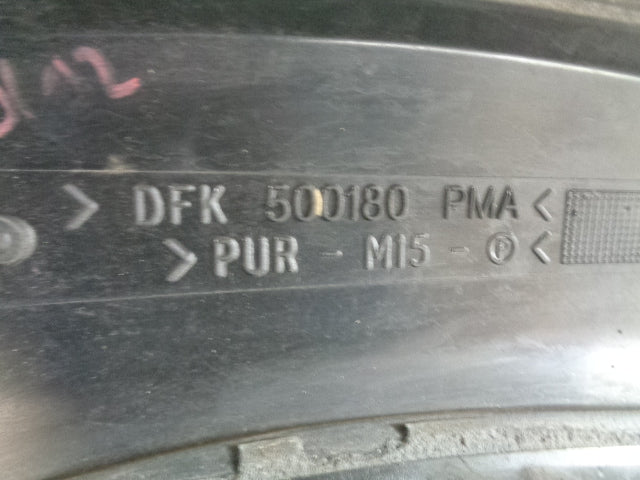 > DFK 500180 PMA <
> PUR - M15 - Ⓟ <